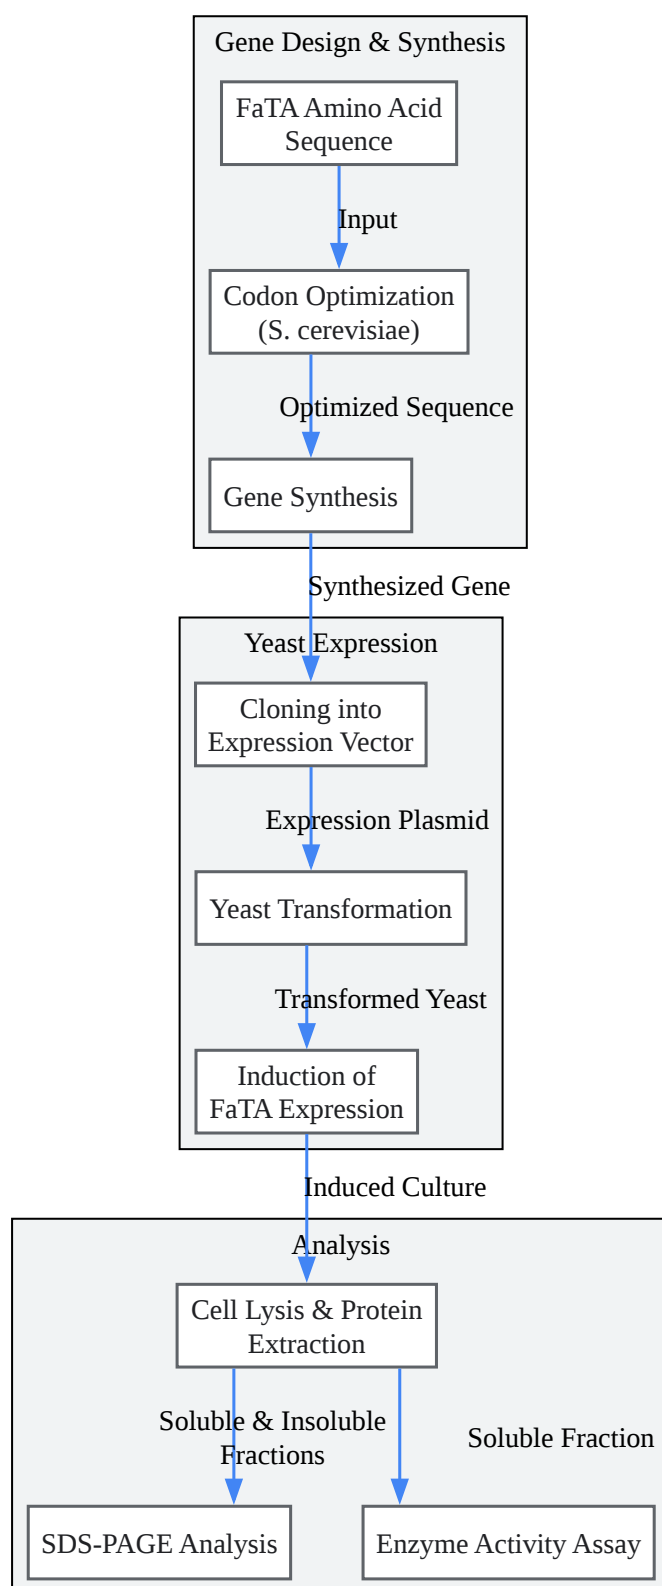 Gene Design & Synthesis
FaTA Amino Acid
Sequence
Input
Codon Optimization
(S. cerevisiae)
Optimized Sequence
Gene Synthesis
Synthesized Gene
Yeast Expression
Cloning into
Expression Vector
Expression Plasmid
Yeast Transformation
Transformed Yeast
Induction of
FaTA Expression
Induced Culture
Analysis
Cell Lysis & Protein
Extraction
Soluble & Insoluble
Fractions
Soluble Fraction
SDS-PAGE Analysis
Enzyme Activity Assay